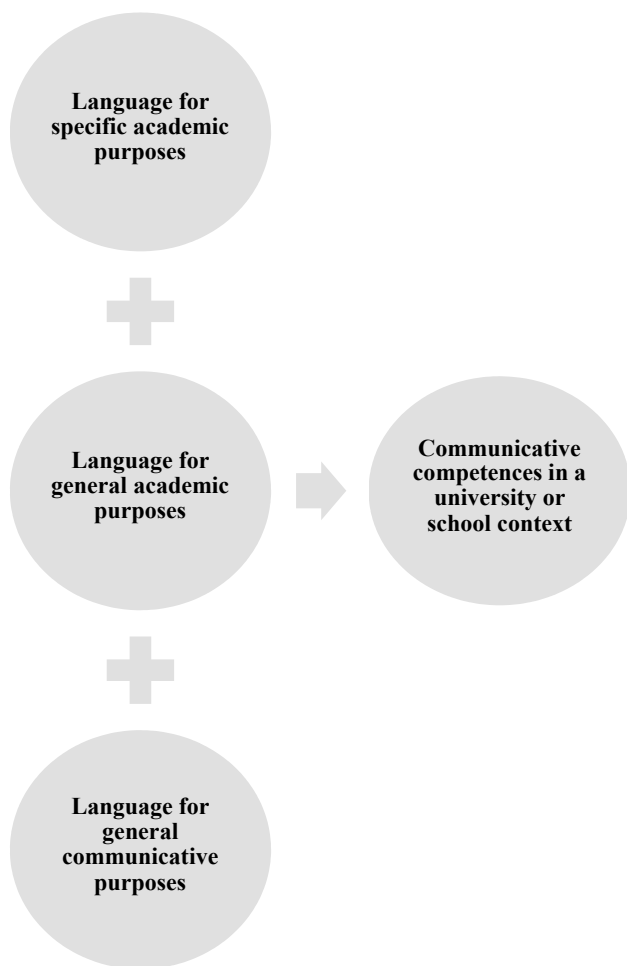 Language for
specific academic
purposes
Language for
general academic
purposes
Communicative
competences in a
university or
school context
Language for
general
communicative
purposes